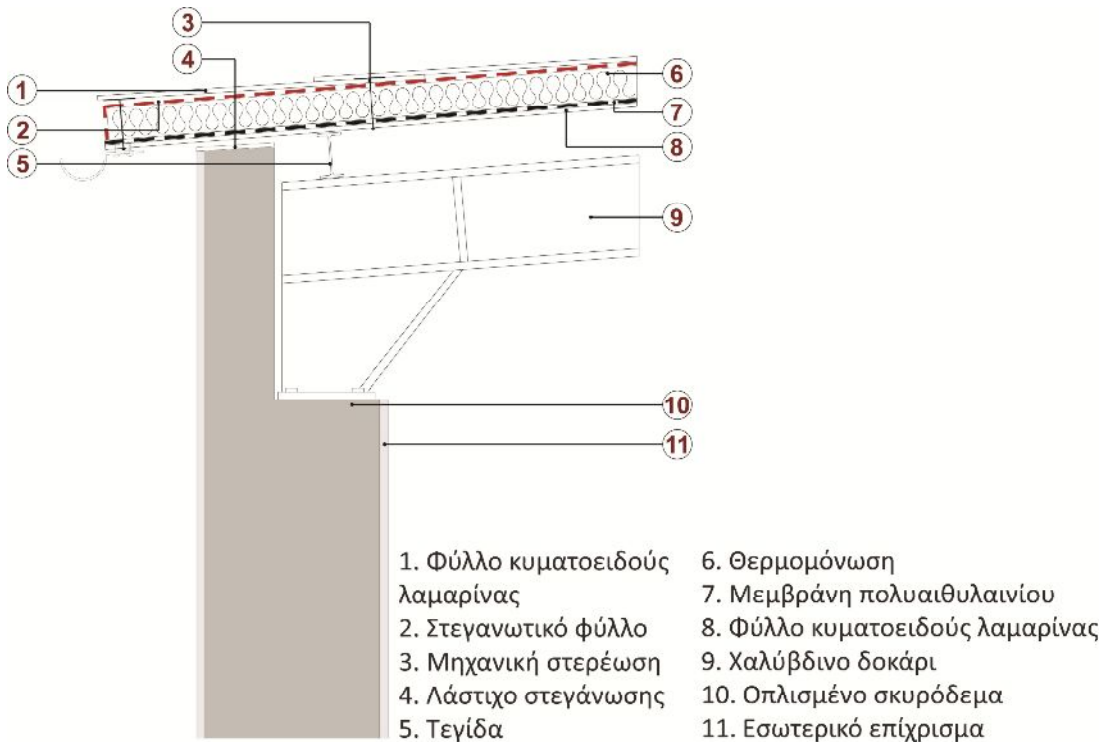 3
4
1
2
5
6
7
8
9
10
11
1. Φύλλο κυματοειδούς
λαμαρίνας
2. Στεγανωτικό φύλλο
3. Μηχανική στερέωση
4. Λάστιχο στεγάνωσης
5. Τεγίδα
6. Θερμομόνωση
7. Μεμβράνη πολυαιθυλαινίου
8. Φύλλο κυματοειδούς λαμαρίνας
9. Χαλύβδινο δοκάρι
10. Οπλισμένο σκυρόδεμα
11. Εσωτερικό επίχρισμα